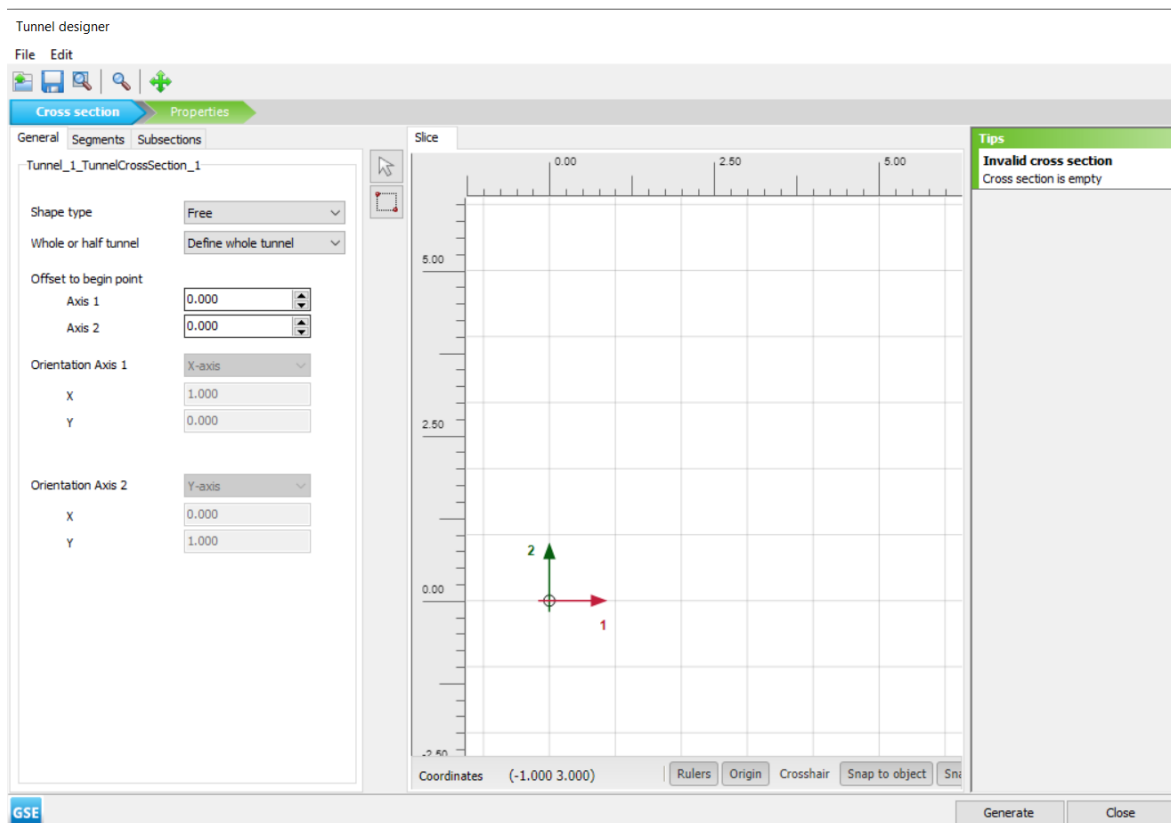 Tunnel designer
File Edit
Cross section Properties
General Segments Subsections
Slice
Tips
Tunnel_1_TunnelCrossSection_1
0.00 2.50 5.00
Invalid cross section
Cross section is empty
Shape type Free
Whole or half tunnel Define whole tunnel
5.00
Offset to begin point
Axis 1 0.000
Axis 2 0.000
Orientation Axis 1 X-axis
X 1.000
Y 0.000
2.50
Orientation Axis 2 Y-axis
X 0.000
Y 1.000
2
0.00
1
-2.50
Coordinates (-1.000 3.000) Rulers Origin Crosshair Snap to object
GSE Generate Close